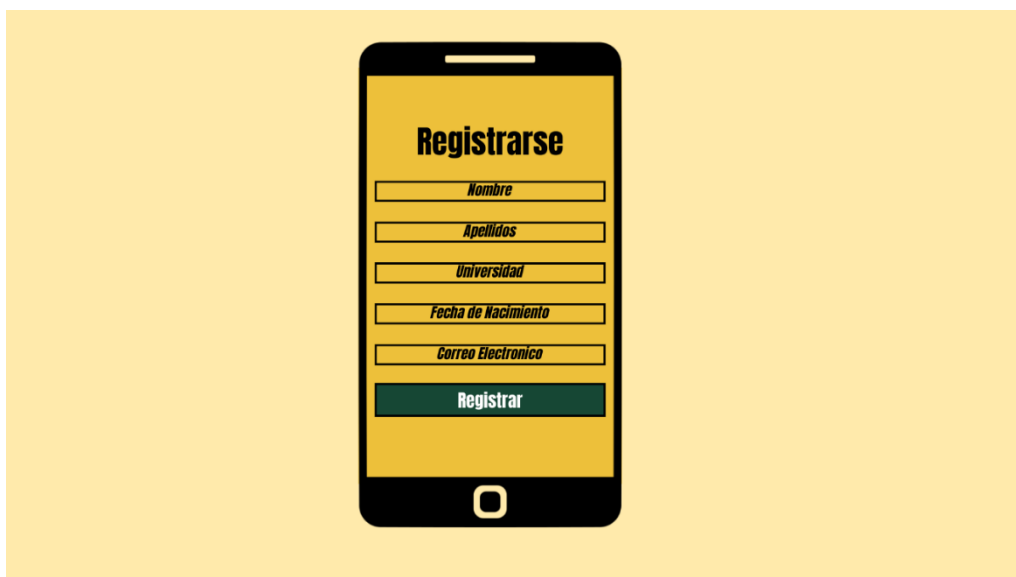 Registrarse
Nombre
Apellidos
Universidad
Fecha de Nacimiento
Correo Electronico
Registrar